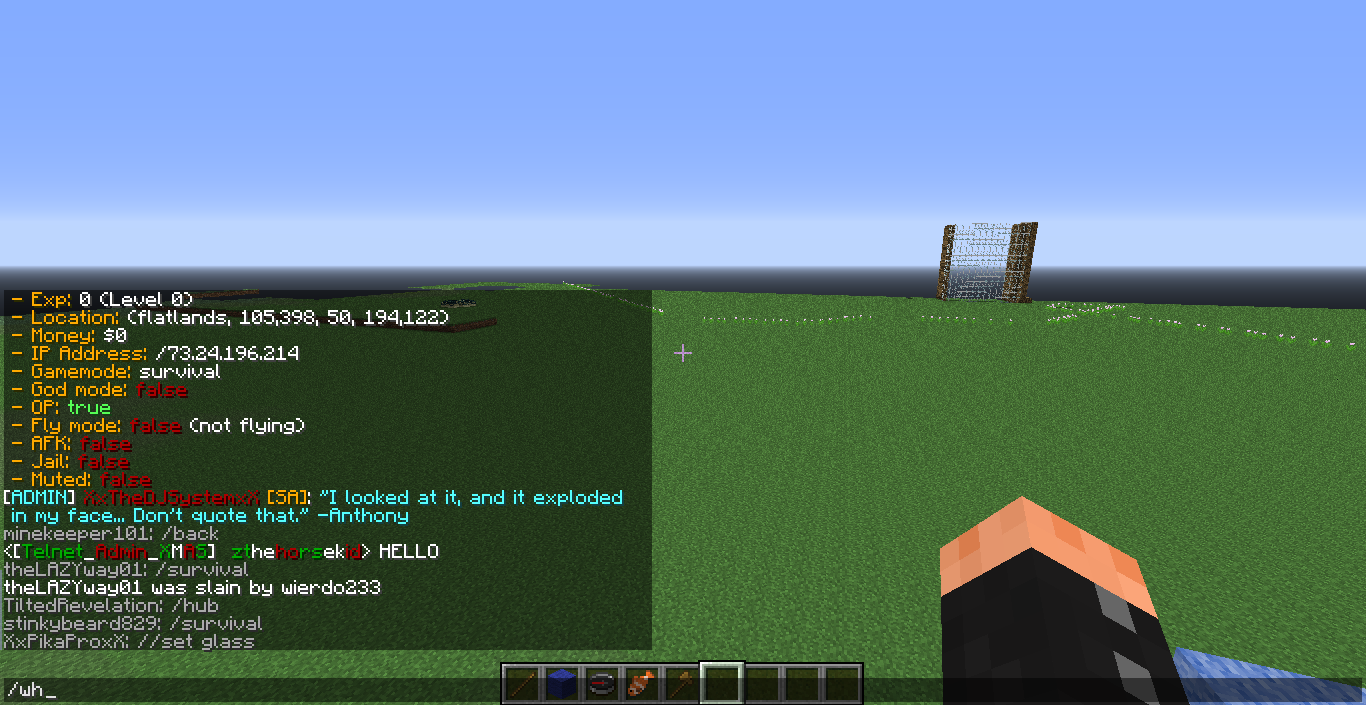 - Exp: 0 (Level 0)
- Location: (flatlands, 105,398, 50, 194,122)
- Money: $0
- IP Address: /73.24.196.214
- Gamemode: survival
- God mode: false
- OP: true
- Fly mode: false (not flying)
- AFK: false
- Jail: false
- Muted: false
[ADMIN] XxTheDJSystemxX [SA]: "I looked at it, and it exploded
in my face... Don't quote that." -Anthony
minekeeper101: /back
<[Telnet_Admin_XMAS] zthehorsekid> HELLO
theLAZYway01: /survival
theLAZYway01 was slain by wierdo233
TiltedRevelation: /hub
stinkybeard829: /survival
XxPikaProxX: //set glass
/wh_